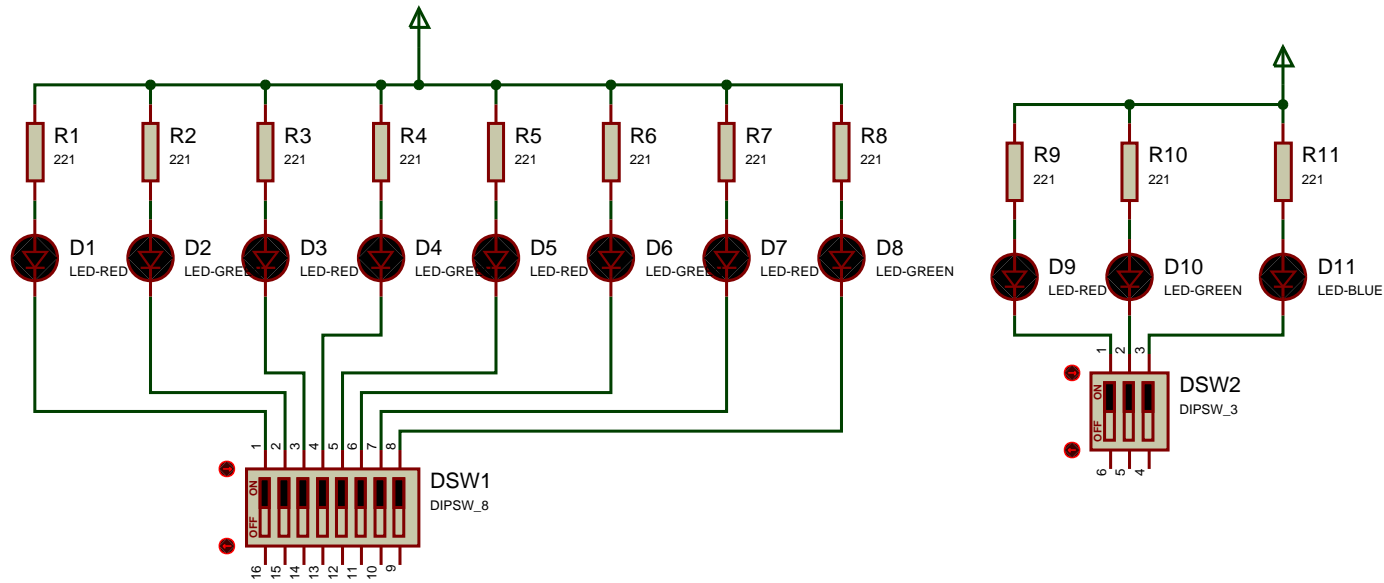 R1
221
R2
221
R3
221
R4
221
R5
221
R6
221
R7
221
R8
221
D1
LED-RED
D2
LED-GREE
D3
LED-RED
D4
LED-GREE
D5
LED-RED
D6
LED-GREE
D7
LED-RED
D8
LED-GREEN
1
2
3
4
5
6
7
8
ON
OFF
DSW1
DIPSW_8
16
15
14
13
12
11
10
9
R9
221
R10
221
R11
221
D9
LED-RED
D10
LED-GREEN
D11
LED-BLUE
1
2
3
ON
OFF
DSW2
DIPSW_3
6
5
4